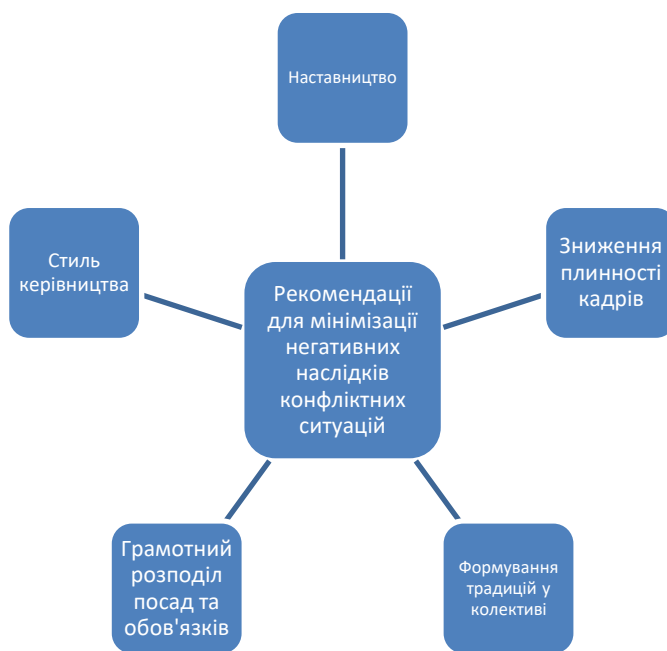 Наставництво
Стиль
керівництва
Зниження
плинності
кадрів
Рекомендації
для мінімізації
негативних
наслідків
конфліктних
ситуацій
Грамотний
розподіл
посад та
обов'язків
Формування
традицій у
колективі